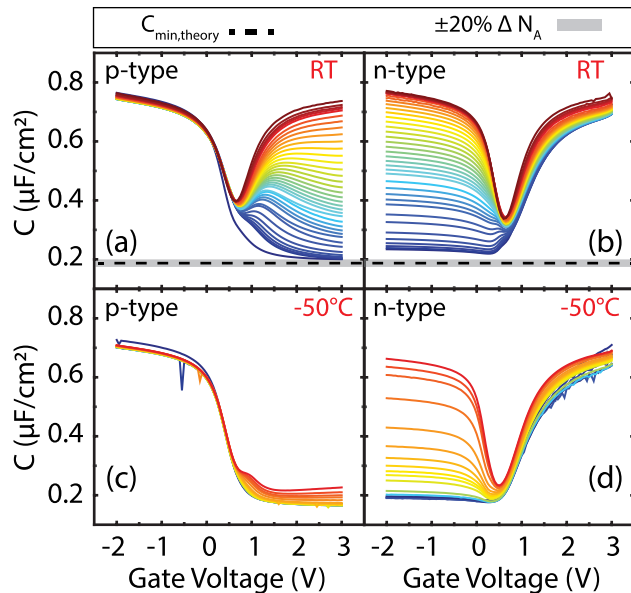 C min,theory
±20% Δ N A
p-type RT
n-type RT
0.8
0.6
0.4
0.2
C (µF/cm²)
(a)
(b)
p-type -50°C
n-type -50°C
0.8
0.6
0.4
0.2
C (µF/cm²)
(c)
(d)
-2 -1 0 1 2 3
-2 -1 0 1 2 3
Gate Voltage (V)
Gate Voltage (V)